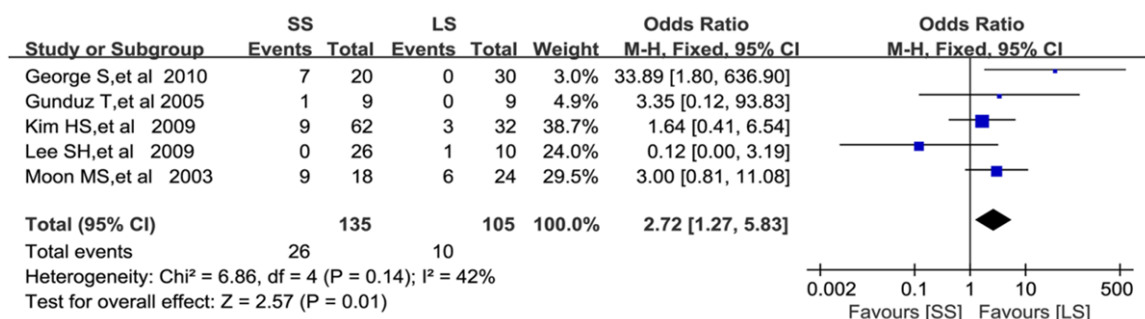 SS LS Odds Ratio Odds Ratio
Study or Subgroup Events Total Events Total Weight M-H, Fixed, 95% CI M-H, Fixed, 95% CI
George S,et al 2010 7 20 0 30 3.0% 33.89 [1.80, 636.90]
Gunduz T,et al 2005 1 9 0 9 4.9% 3.35 [0.12, 93.83]
Kim HS,et al 2009 9 62 3 32 38.7% 1.64 [0.41, 6.54]
Lee SH,et al 2009 0 26 1 10 24.0% 0.12 [0.00, 3.19]
Moon MS,et al 2003 9 18 6 24 29.5% 3.00 [0.81, 11.08]
Total (95% CI) 135 105 100.0% 2.72 [1.27, 5.83]
Total events 26 10
Heterogeneity: Chi² = 6.86, df = 4 (P = 0.14); I² = 42%
Test for overall effect: Z = 2.57 (P = 0.01)
0.002 0.1 1 10 500
Favours [SS] Favours [LS]